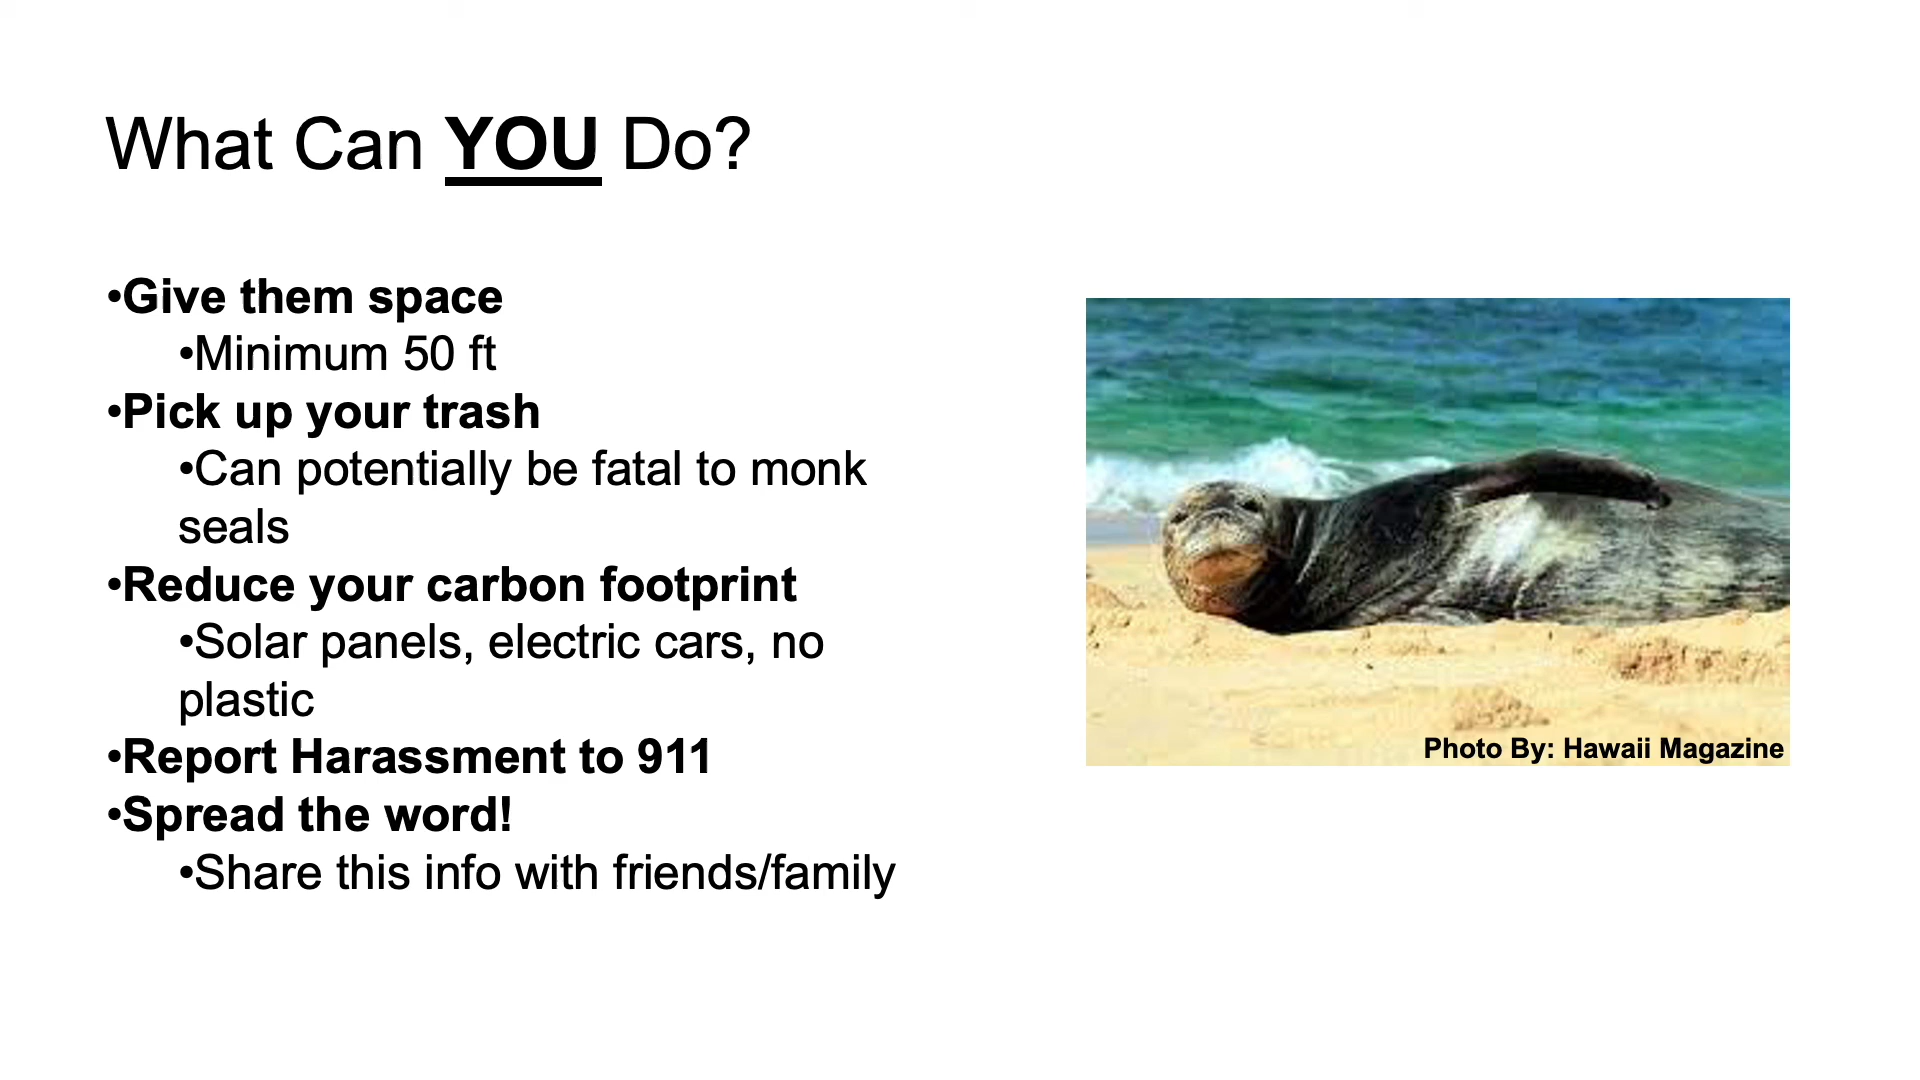 What Can YOU Do?
•Give them space
•Minimum 50 ft
•Pick up your trash
•Can potentially be fatal to monk
seals
•Reduce your carbon footprint
•Solar panels, electric cars, no
plastic
•Report Harassment to 911
•Spread the word!
•Share this info with friends/family
Photo By: Hawaii Magazine